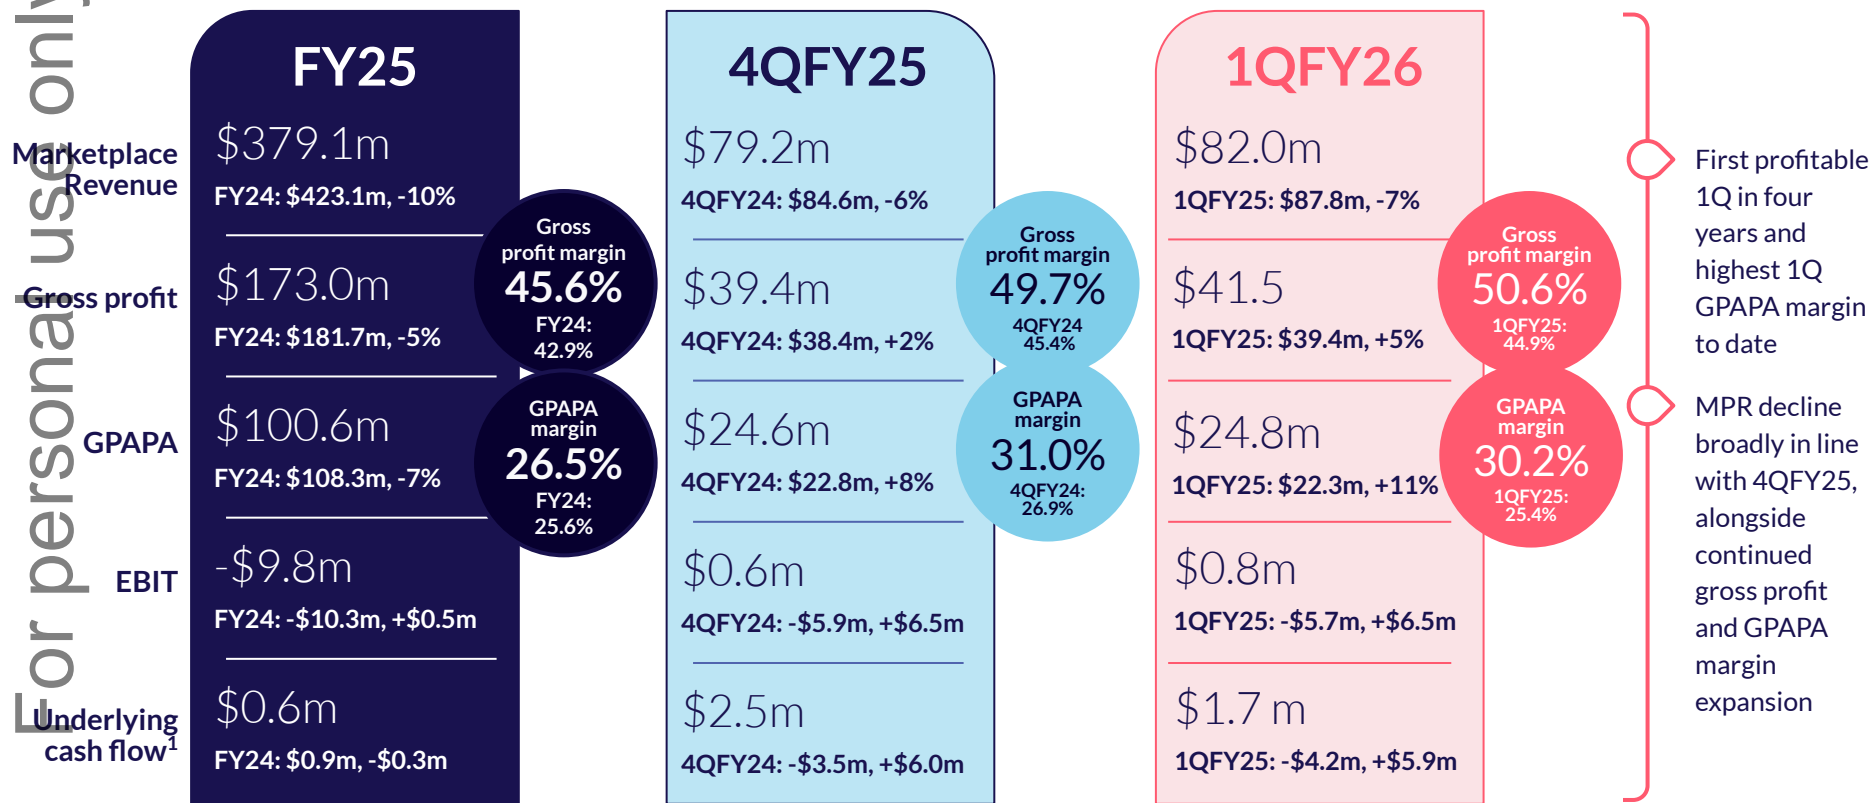 For personal use only
FY25
4QFY25
1QFY26
Marketplace
Revenue
$379.1m
FY24: $423.1m, -10%
$79.2m
4QFY24: $84.6m, -6%
$82.0m
1QFY25: $87.8m, -7%
Gross profit
$173.0m
FY24: $181.7m, -5%
Gross
profit margin
45.6%
FY24:
42.9%
$39.4m
4QFY24: $38.4m, +2%
Gross
profit margin
49.7%
4QFY24
45.4%
$41.5
1QFY25: $39.4m, +5%
Gross
profit margin
50.6%
1QFY25:
44.9%
GPAPA
$100.6m
FY24: $108.3m, -7%
GPAPA
margin
26.5%
FY24:
25.6%
$24.6m
4QFY24: $22.8m, +8%
GPAPA
margin
31.0%
4QFY24:
26.9%
$24.8m
1QFY25: $22.3m, +11%
GPAPA
margin
30.2%
1QFY25:
25.4%
EBIT
-$9.8m
FY24: -$10.3m, +$0.5m
$0.6m
4QFY24: -$5.9m, +$6.5m
$0.8m
1QFY25: -$5.7m, +$6.5m
Underlying
cash flow1
$0.6m
FY24: $0.9m, -$0.3m
$2.5m
4QFY24: -$3.5m, +$6.0m
$1.7 m
1QFY25: -$4.2m, +$5.9m
First profitable
1Q in four
years and
highest 1Q
GPAPA margin
to date
MPR decline
broadly in line
with 4QFY25,
alongside
continued
gross profit
and GPAPA
margin
expansion